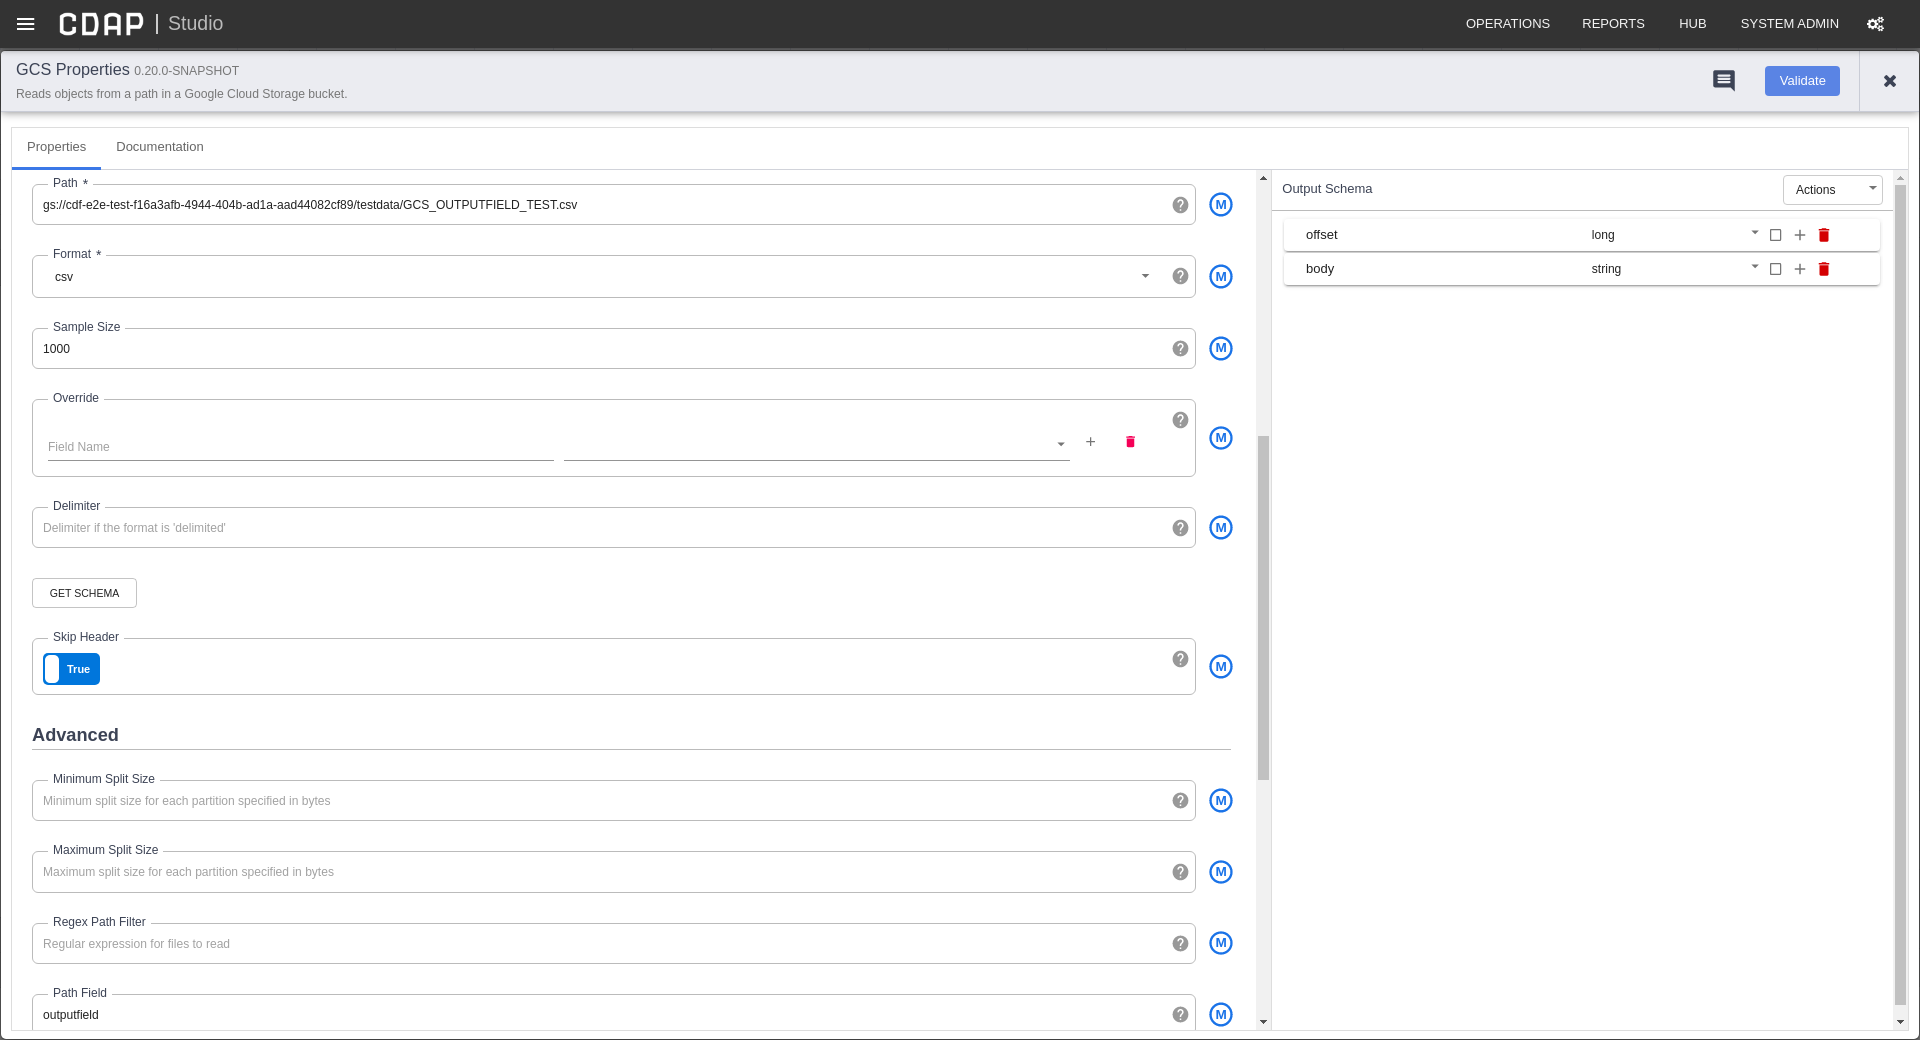 CDAP | Studio
OPERATIONS REPORTS HUB SYSTEM ADMIN
GCS Properties 0.20.0-SNAPSHOT
Reads objects from a path in a Google Cloud Storage bucket.
Validate
Properties Documentation
Path *
gs://cdf-e2e-test-f16a3afb-4944-404b-ad1a-aad44082cf89/testdata/GCS_OUTPUTFIELD_TEST.csv
M
Format *
csv
M
Sample Size
1000
M
Override
Field Name
M
Delimiter
Delimiter if the format is 'delimited'
M
GET SCHEMA
Skip Header
True
M
Advanced
Minimum Split Size
Minimum split size for each partition specified in bytes
M
Maximum Split Size
Maximum split size for each partition specified in bytes
M
Regex Path Filter
Regular expression for files to read
M
Path Field
outputfield
M
Output Schema
Actions
offset long
body string